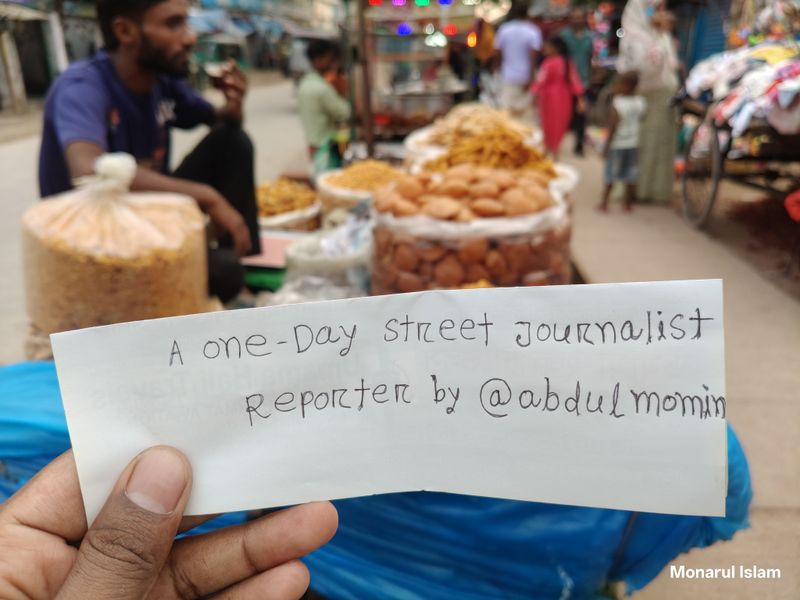 A one-Day street Journalist
Reporter by @abdulmomin
Monarul Islam